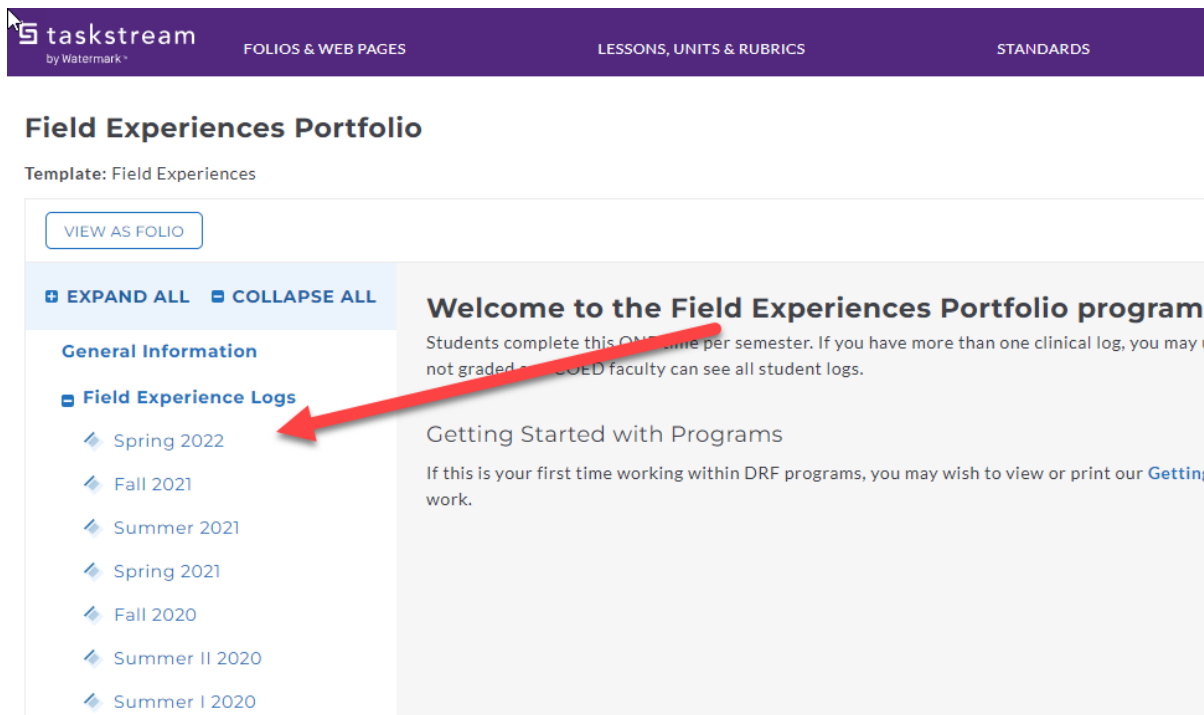 taskstream
by Watermark
FOLIOS & WEB PAGES
LESSONS, UNITS & RUBRICS
STANDARDS
Field Experiences Portfolio
Template: Field Experiences
VIEW AS FOLIO
EXPAND ALL
COLLAPSE ALL
General Information
Field Experience Logs
Spring 2022
Fall 2021
Summer 2021
Spring 2021
Fall 2020
Summer II 2020
Summer I 2020
Welcome to the Field Experiences Portfolio program
Students complete this time per semester. If you have more than one clinical log, you may
not graded COED faculty can see all student logs.
Getting Started with Programs
If this is your first time working within DRF programs, you may wish to view or print our Getting
work.